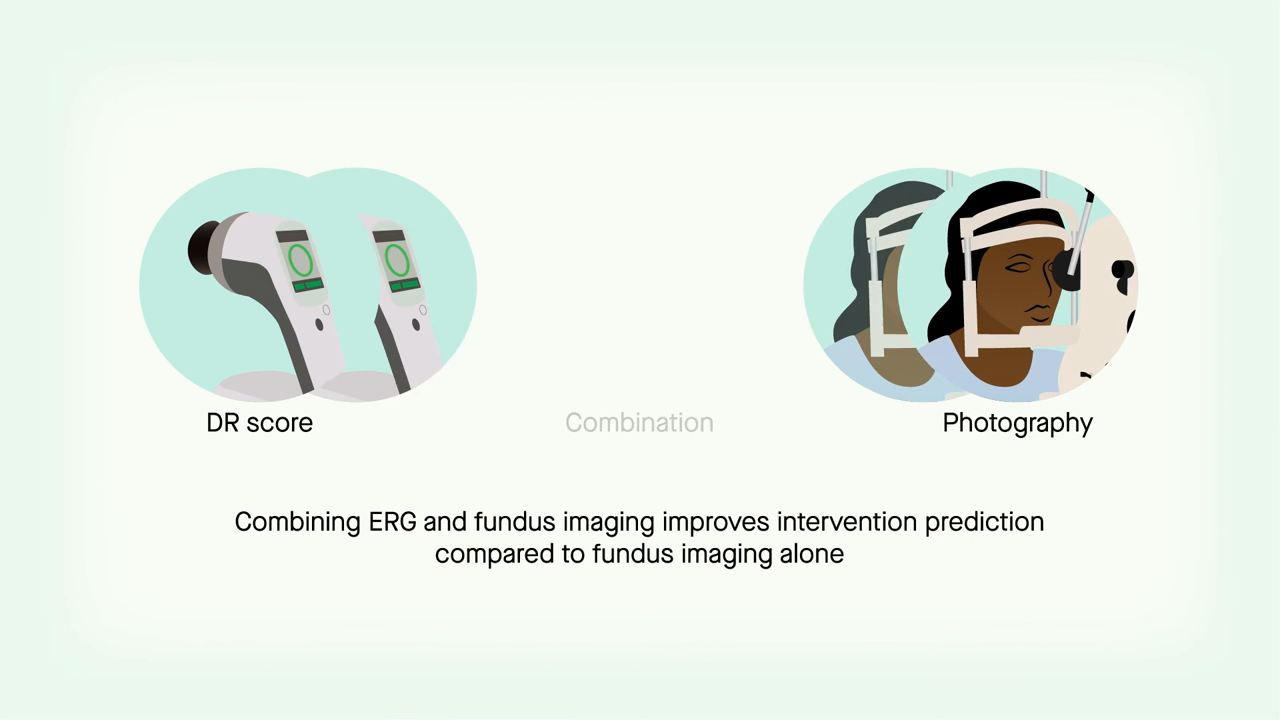 DR score
Combination
Photography
Combining ERG and fundus imaging improves intervention prediction
compared to fundus imaging alone